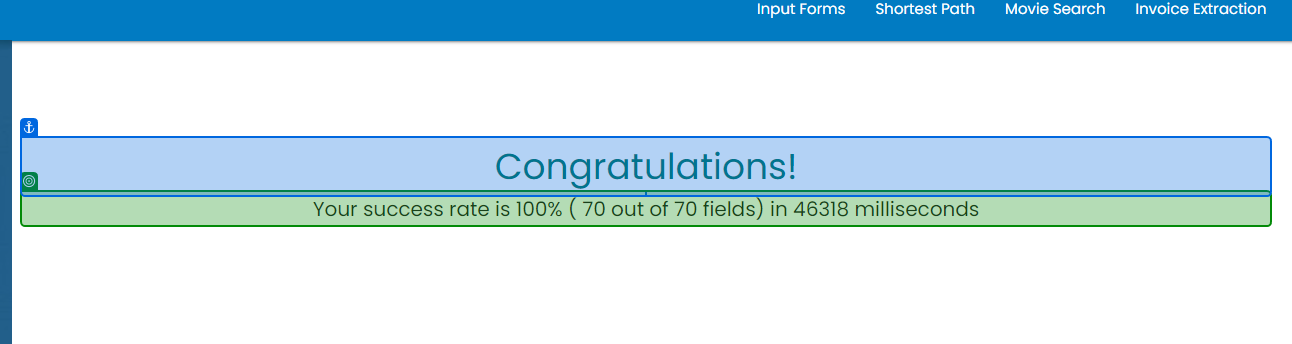 Input Forms Shortest Path Movie Search Invoice Extraction
Congratulations!
Your success rate is 100% ( 70 out of 70 fields) in 46318 milliseconds